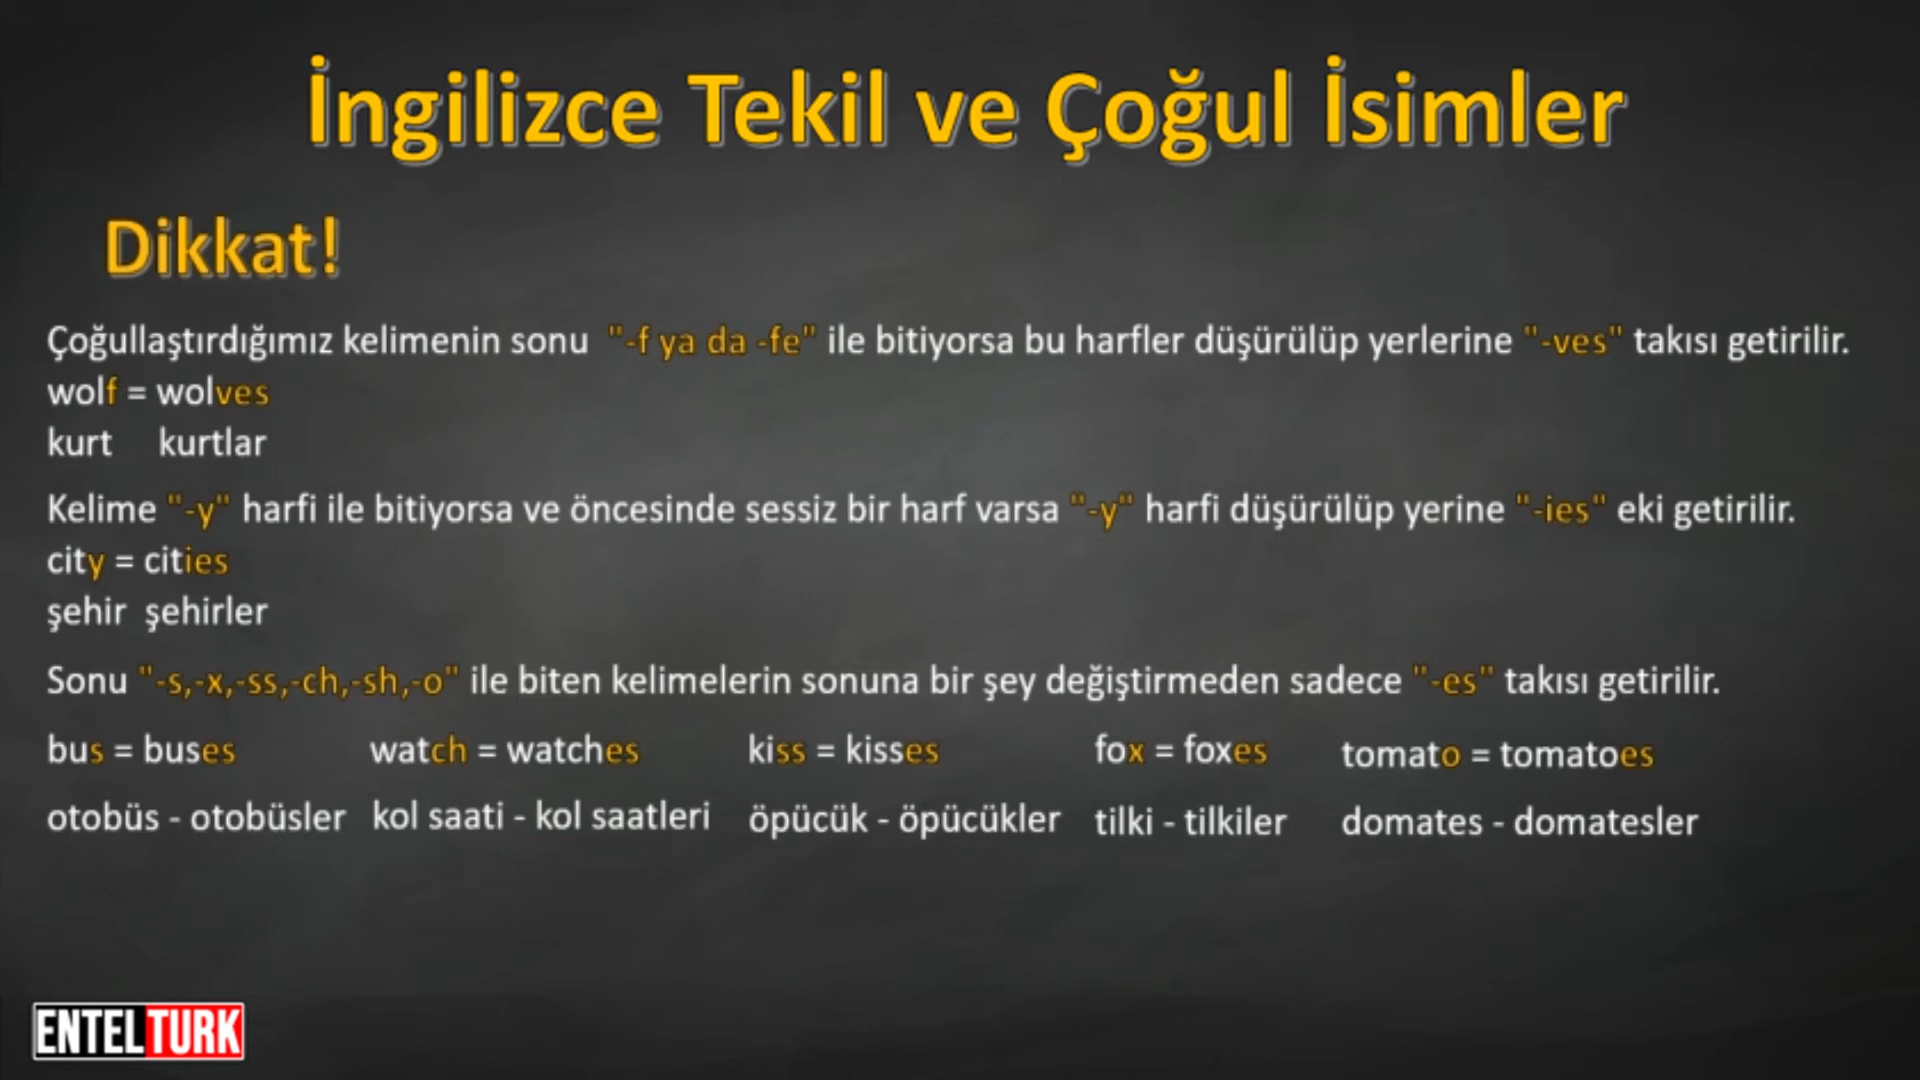 İngilizce Tekil ve Çoğul İsimler
Dikkat!
Çoğullaştırdığımız kelimenin sonu "-f ya da -fe" ile bitiyorsa bu harfler düşürülüp yerlerine "-ves" takısı getirilir.
wolf = wolves
kurt kurtlar
Kelime "-y" harfi ile bitiyorsa ve öncesinde sessiz bir harf varsa "-y" harfi düşürülüp yerine "-ies" eki getirilir.
city = cities
şehir şehirler
Sonu "-s,-x,-ss,-ch,-sh,-o" ile biten kelimelerin sonuna bir şey değiştirmeden sadece "-es" takısı getirilir.
bus = buses watch = watches kiss = kisses fox = foxes tomato = tomatoes
otobüs - otobüsler kol saati - kol saatleri öpücük - öpücükler tilki - tilkiler domates - domatesler
ENTELTURK